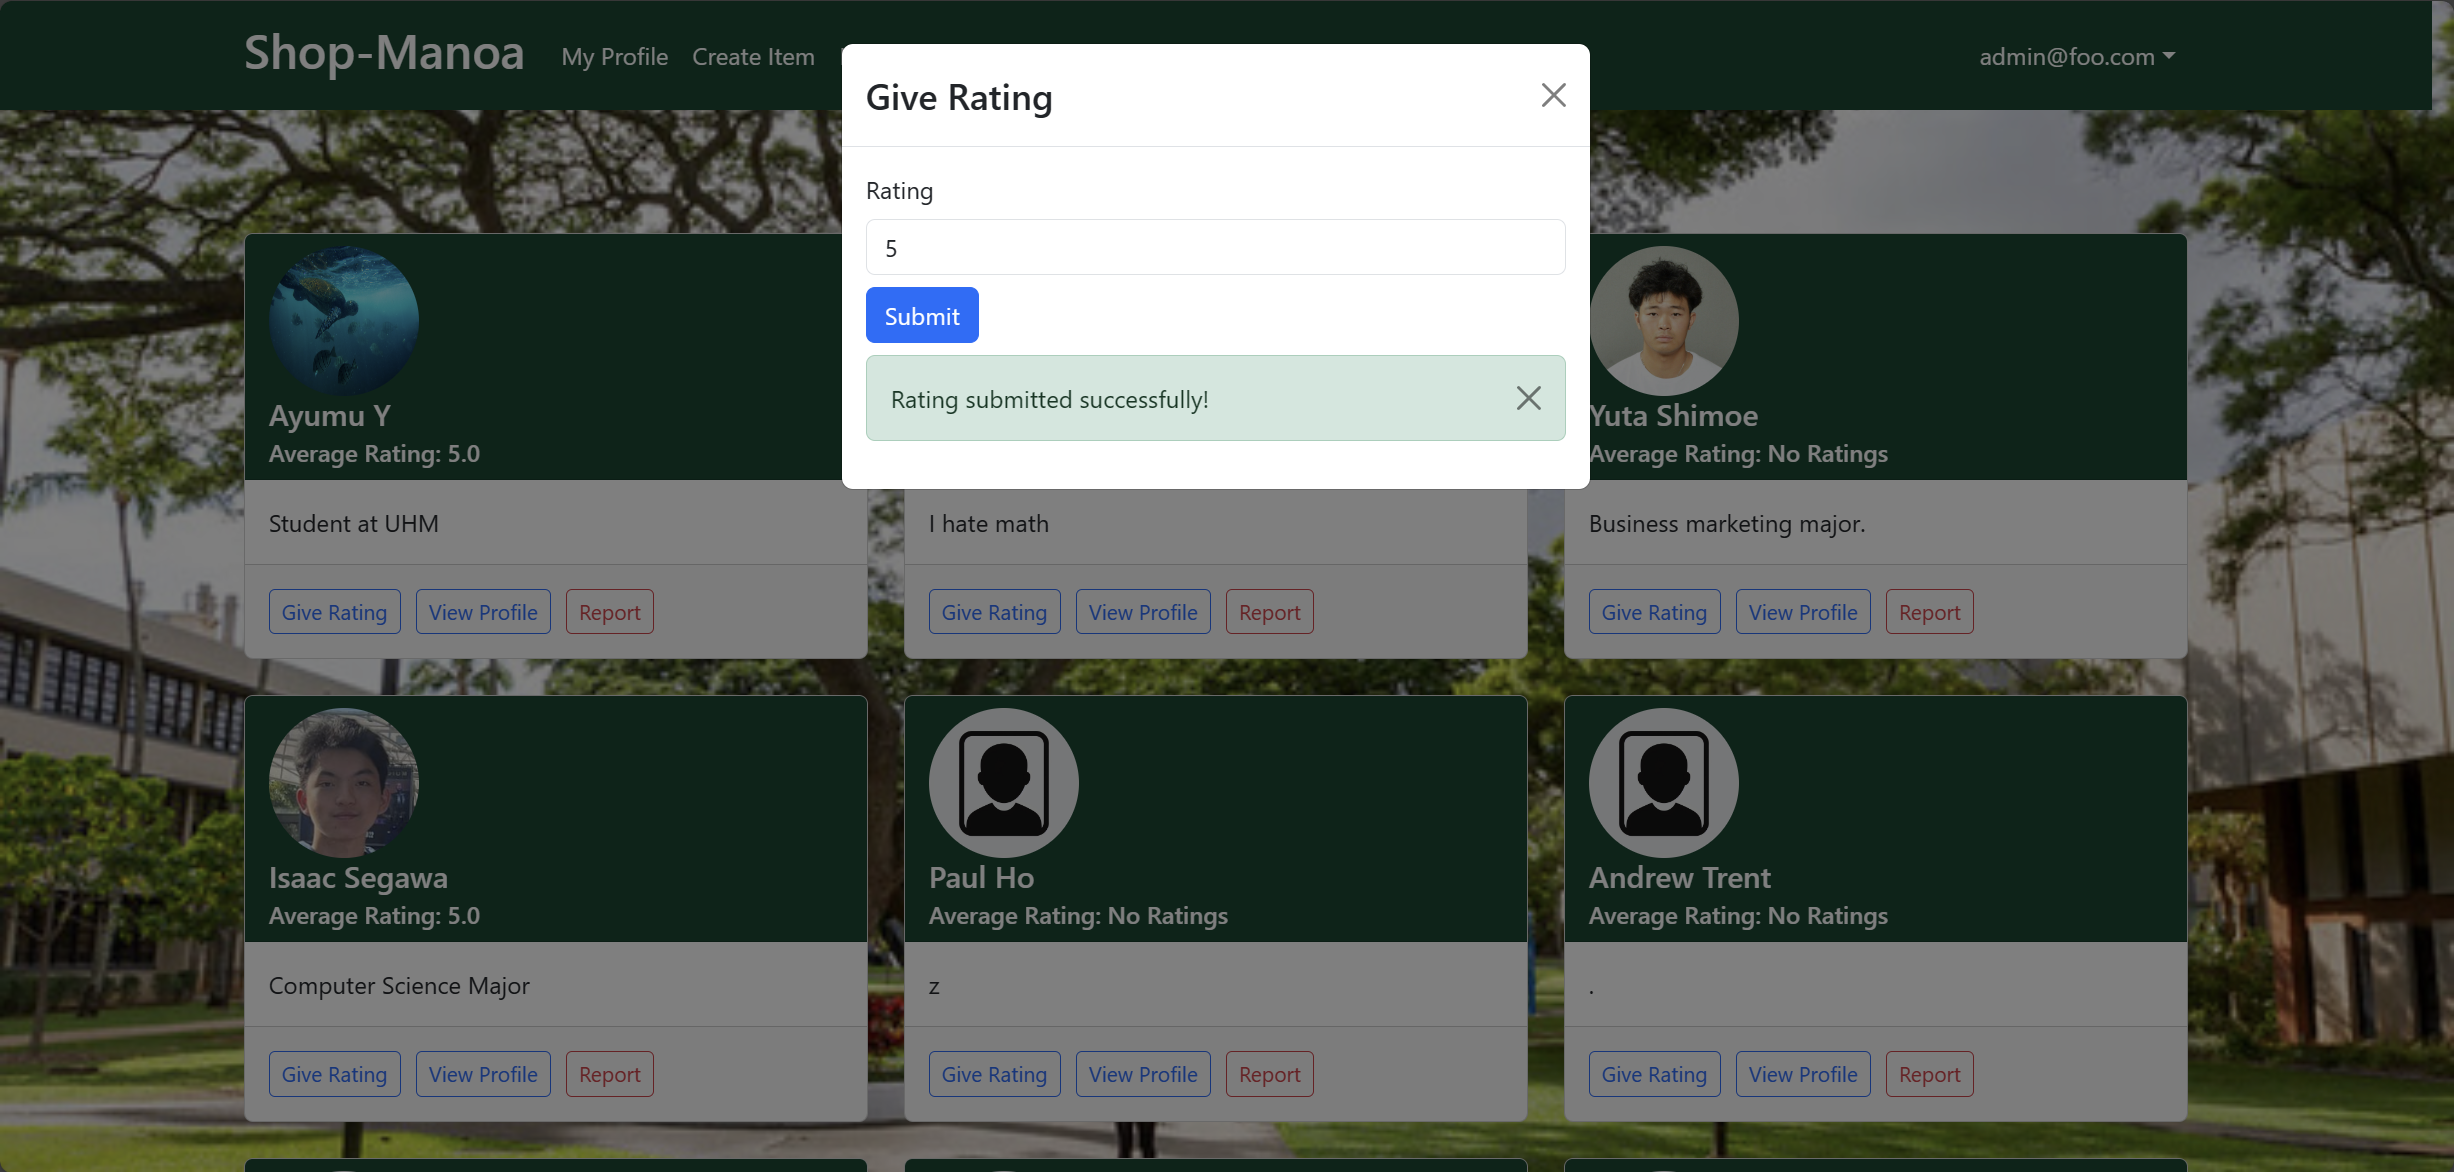 Shop-Manoa My Profile Create Item admin@foo.com
Give Rating
Rating
5
Submit
Rating submitted successfully!
Ayumu Y
Average Rating: 5.0
Student at UHM
Give Rating View Profile Report
I hate math
Give Rating View Profile Report
Yuta Shimoe
Average Rating: No Ratings
Business marketing major.
Give Rating View Profile Report
Isaac Segawa
Average Rating: 5.0
Computer Science Major
Give Rating View Profile Report
Paul Ho
Average Rating: No Ratings
z
Give Rating View Profile Report
Andrew Trent
Average Rating: No Ratings
.
Give Rating View Profile Report